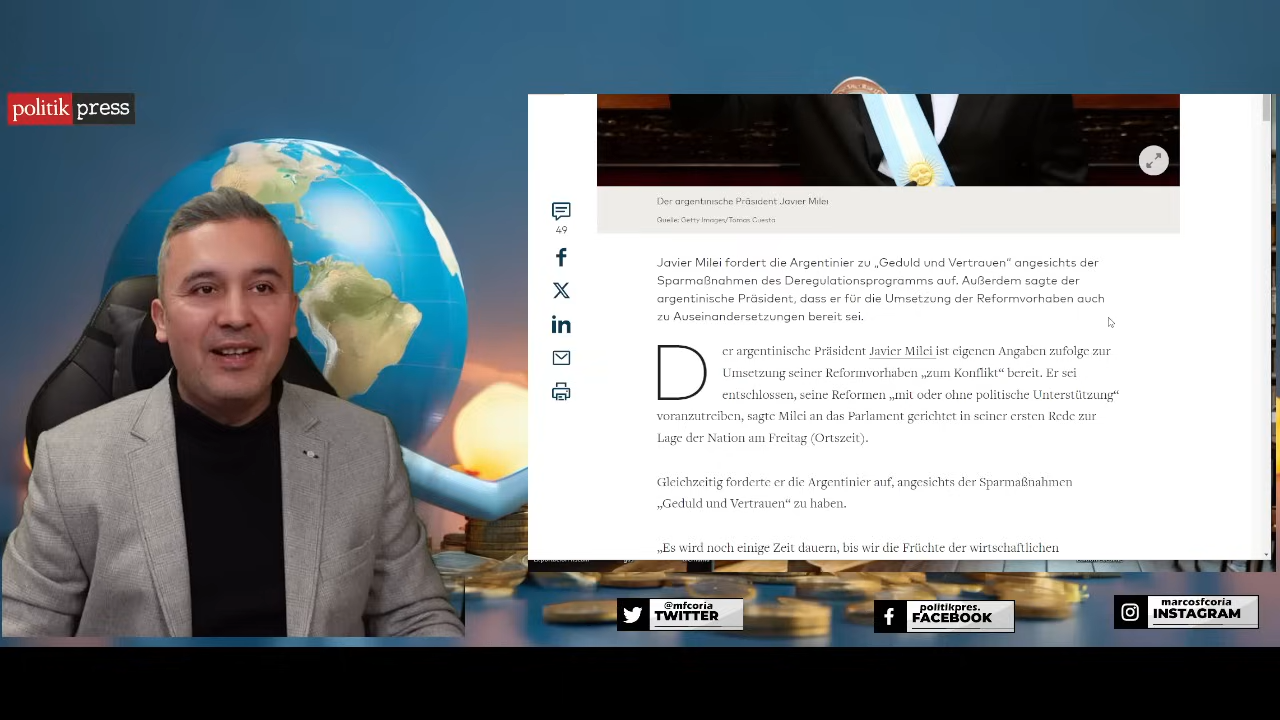 politik press
Der argentinische Präsident Javier Milei
Quelle: Getty Images/Tomas Cuesta
49
Javier Milei fordert die Argentinier zu „Geduld und Vertrauen“ angesichts der
Sparmaßnahmen des Deregulationsprogramms auf. Außerdem sagte der
argentinische Präsident, dass er für die Umsetzung der Reformvorhaben auch
zu Auseinandersetzungen bereit sei.
Der argentinische Präsident Javier Milei ist eigenen Angaben zufolge zur
Umsetzung seiner Reformvorhaben „zum Konflikt“ bereit. Er sei
entschlossen, seine Reformen „mit oder ohne politische Unterstützung“
voranzutreiben, sagte Milei an das Parlament gerichtet in seiner ersten Rede zur
Lage der Nation am Freitag (Ortszeit).
Gleichzeitig forderte er die Argentinier auf, angesichts der Sparmaßnahmen
„Geduld und Vertrauen“ zu haben.
„Es wird noch einige Zeit dauern, bis wir die Früchte der wirtschaftlichen
@mfcoria
TWITTER
politikpres.
FACEBOOK
marcosfcoria
INSTAGRAM